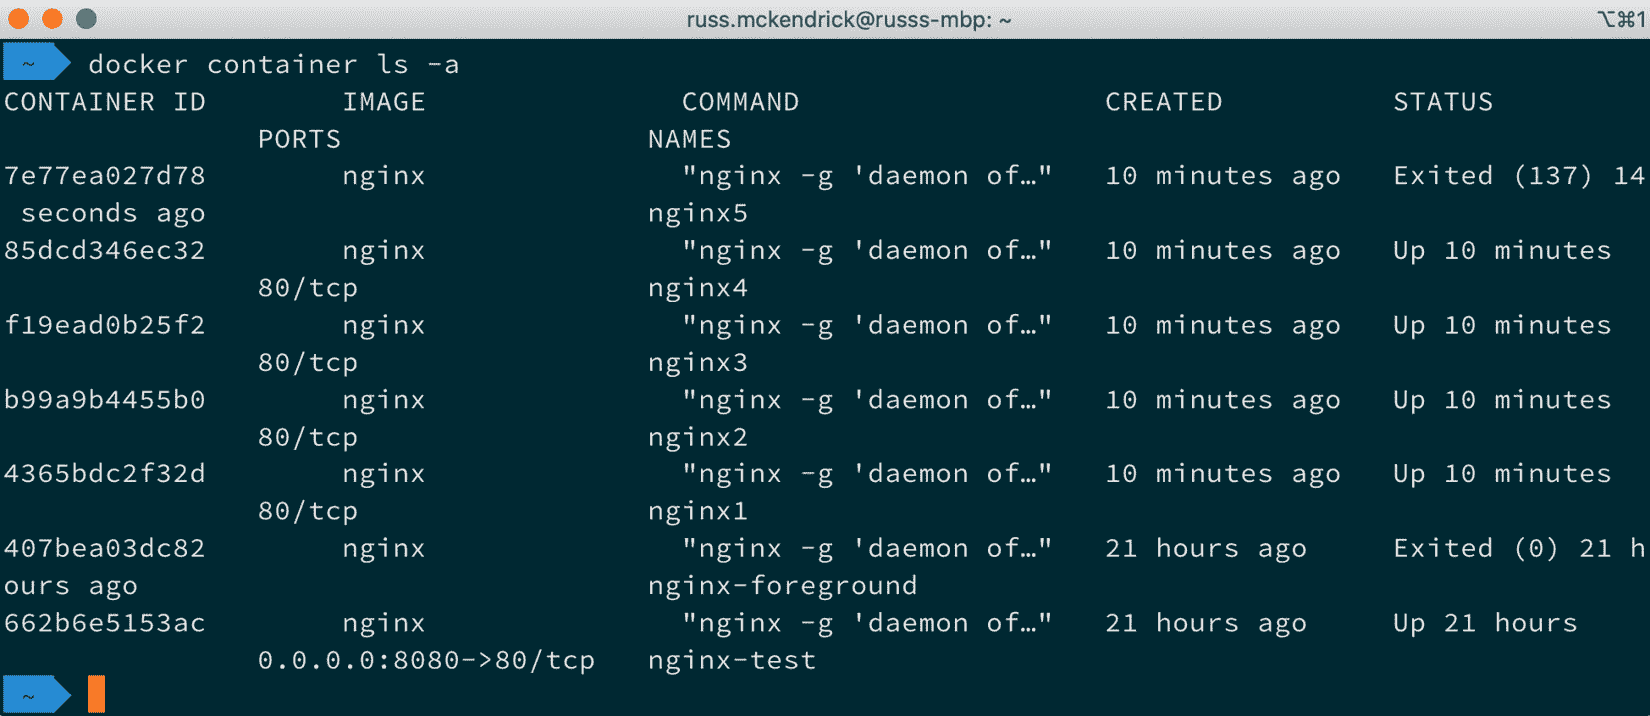 russ.mckendrick@russs-mbp: ~ ⌥⌘1
~ docker container ls -a
CONTAINER ID IMAGE COMMAND CREATED STATUS
PORTS NAMES
7e77ea027d78 nginx "nginx -g 'daemon of…" 10 minutes ago Exited (137) 14
seconds ago nginx5
85dcd346ec32 nginx "nginx -g 'daemon of…" 10 minutes ago Up 10 minutes
80/tcp nginx4
f19ead0b25f2 nginx "nginx -g 'daemon of…" 10 minutes ago Up 10 minutes
80/tcp nginx3
b99a9b4455b0 nginx "nginx -g 'daemon of…" 10 minutes ago Up 10 minutes
80/tcp nginx2
4365bdc2f32d nginx "nginx -g 'daemon of…" 10 minutes ago Up 10 minutes
80/tcp nginx1
407bea03dc82 nginx "nginx -g 'daemon of…" 21 hours ago Exited (0) 21 h
ours ago nginx-foreground
662b6e5153ac nginx "nginx -g 'daemon of…" 21 hours ago Up 21 hours
0.0.0.0:8080->80/tcp nginx-test
~